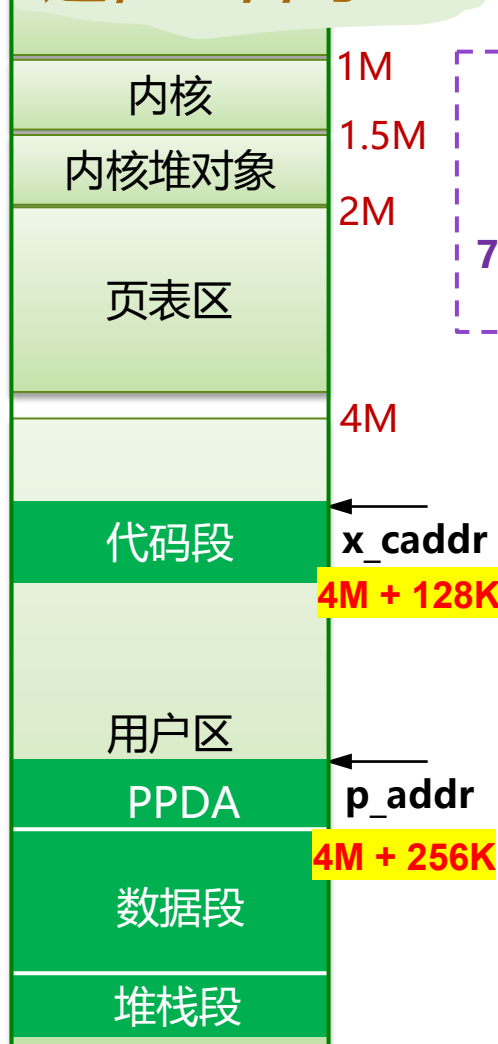 1M
内核
1.5M
内核堆对象
2M
7
页表区
4M
代码段
x_caddr
4M + 128K
用户区
PPDA
p_addr
4M + 256K
数据段
堆栈段